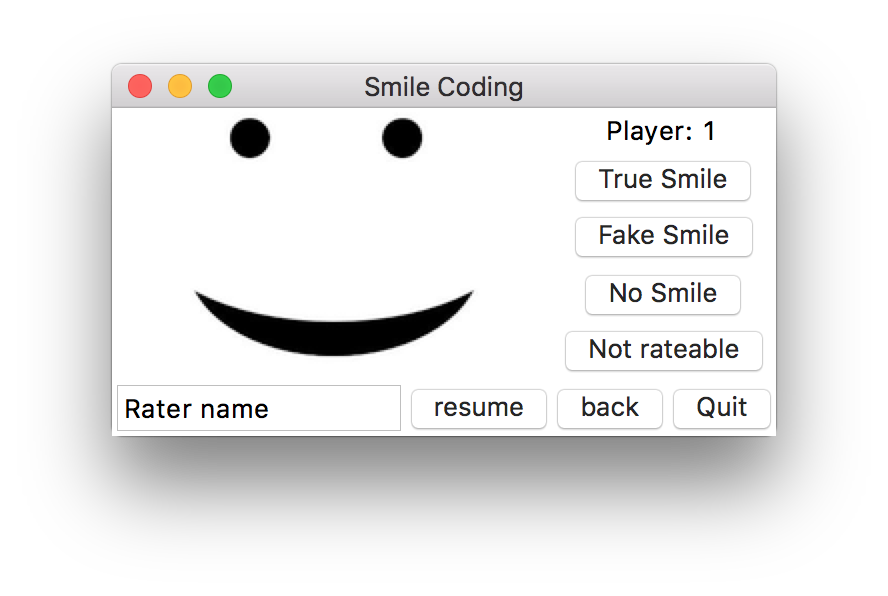 Smile Coding
Player: 1
True Smile
Fake Smile
No Smile
Not rateable
Rater name
resume
back
Quit